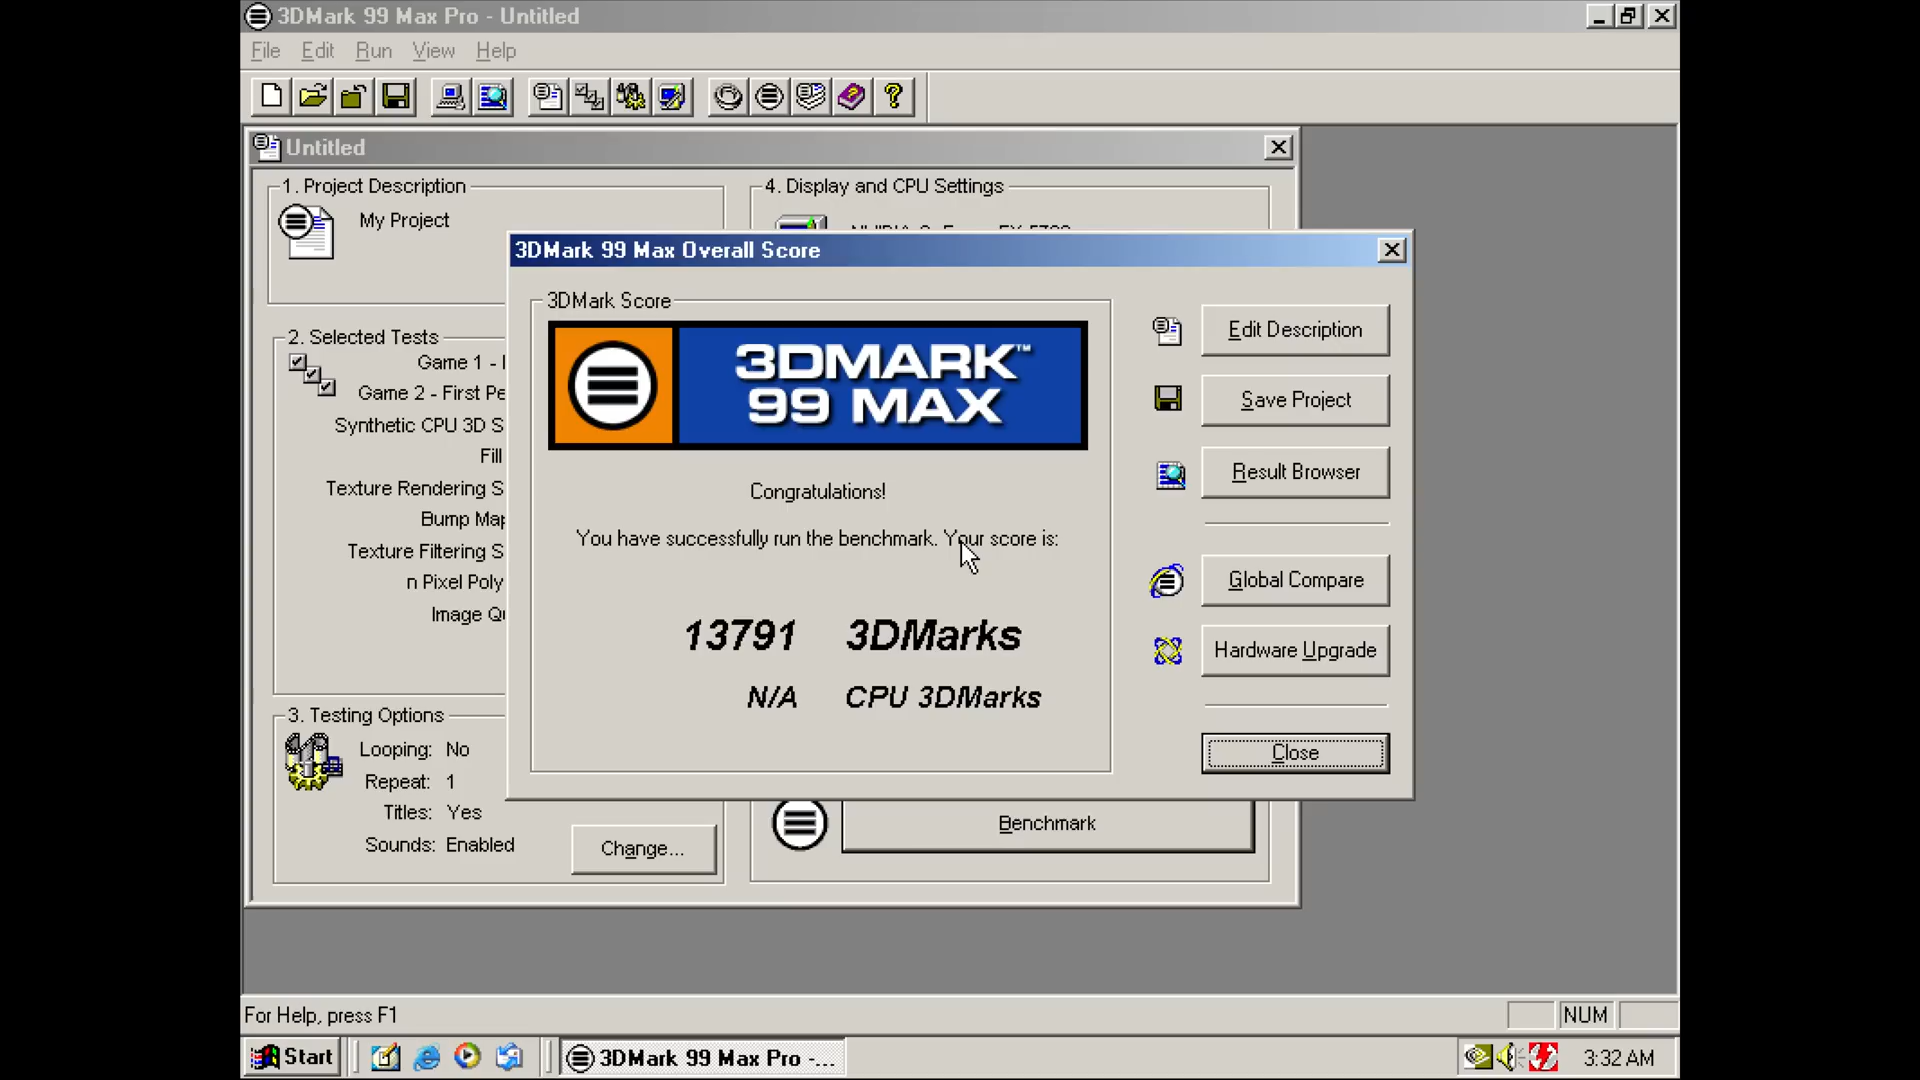 3DMark 99 Max Pro - Untitled
File Edit Run View Help
Untitled
1. Project Description
My Project
2. Selected Tests
Game 1 -
Game 2 - First Pe
Synthetic CPU 3D S
Fill
Texture Rendering S
Bump Map
Texture Filtering S
n Pixel Poly
Image Qu
3. Testing Options
Looping: No
Repeat: 1
Titles: Yes
Sounds: Enabled
Change...
4. Display and CPU Settings
Benchmark
3DMark 99 Max Overall Score
3DMark Score
3DMARK™
99 MAX
Congratulations!
You have successfully run the benchmark. Your score is:
13791 3DMarks
N/A CPU 3DMarks
Edit Description
Save Project
Result Browser
Global Compare
Hardware Upgrade
Close
For Help, press F1
NUM
Start
3DMark 99 Max Pro -...
3:32 AM